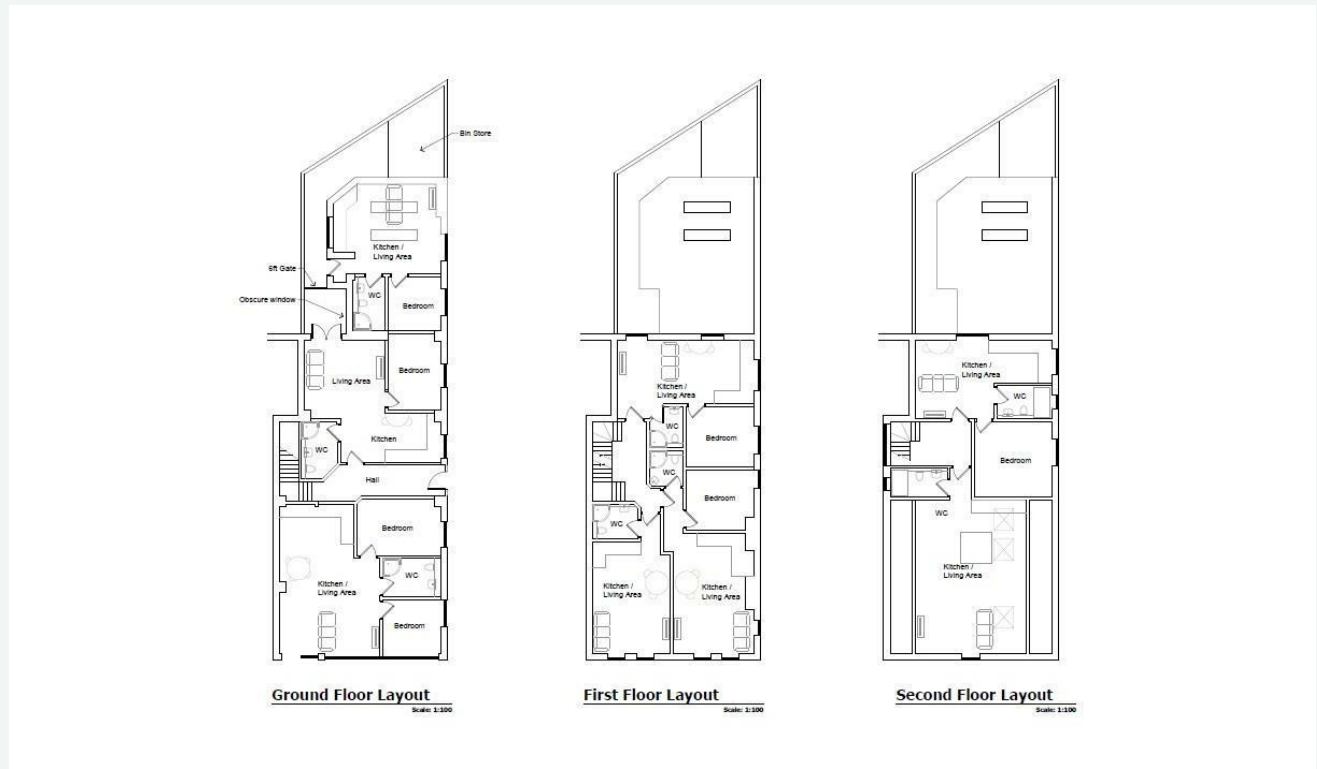 Bin Store
Kitchen /
Living Area
6ft Gate
WC
Obscure window
Bedroom
Bedroom
Living Area
Kitchen
WC
Hall
Bedroom
WC
Kitchen /
Living Area
Bedroom
Ground Floor Layout
Scale: 1:100
Kitchen /
Living Area
WC
Bedroom
WC
Bedroom
WC
Kitchen /
Living Area
Kitchen /
Living Area
First Floor Layout
Scale: 1:100
Kitchen /
Living Area
WC
Bedroom
WC
Kitchen /
Living Area
Second Floor Layout
Scale: 1:100